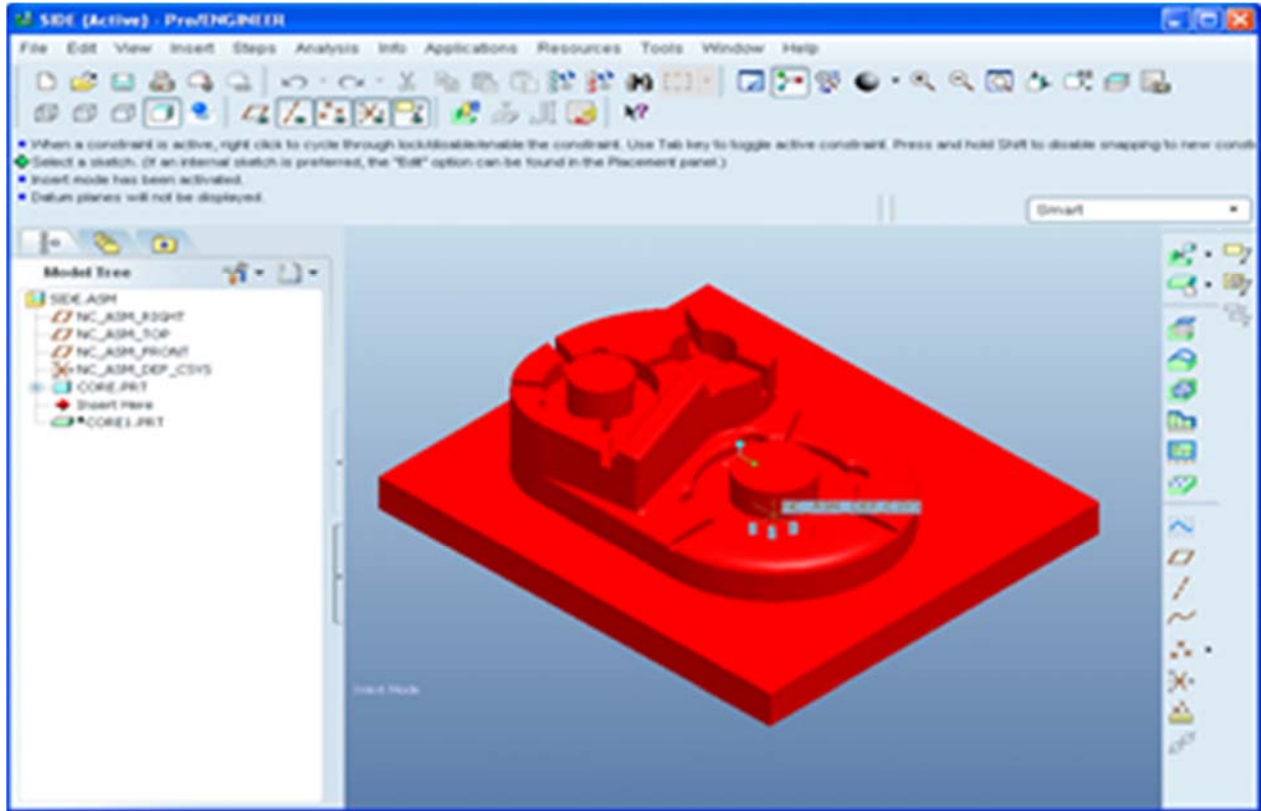 SIDE (Active) - Pro/ENGINEER
File Edit View Insert Steps Analysis Info Applications Resources Tools Window Help
When a constraint is active, right click to cycle through lock/disable/enable the constraint. Use Tab key to toggle active constraint. Press and hold Shift to disable snapping to new const
Select a sketch. (If an internal sketch is preferred, the "Edit" option can be found in the Placement panel.)
Insert mode has been activated.
Datum planes will not be displayed.
Smart
Model Tree
SIDE.ASM
NC_ASM_RIGHT
NC_ASM_TOP
NC_ASM_FRONT
NC_ASM_DEF_CSYS
CORE.PRT
Insert Here
CORE1.PRT
NC_ASM_DEF_CSYS
Insert Mode